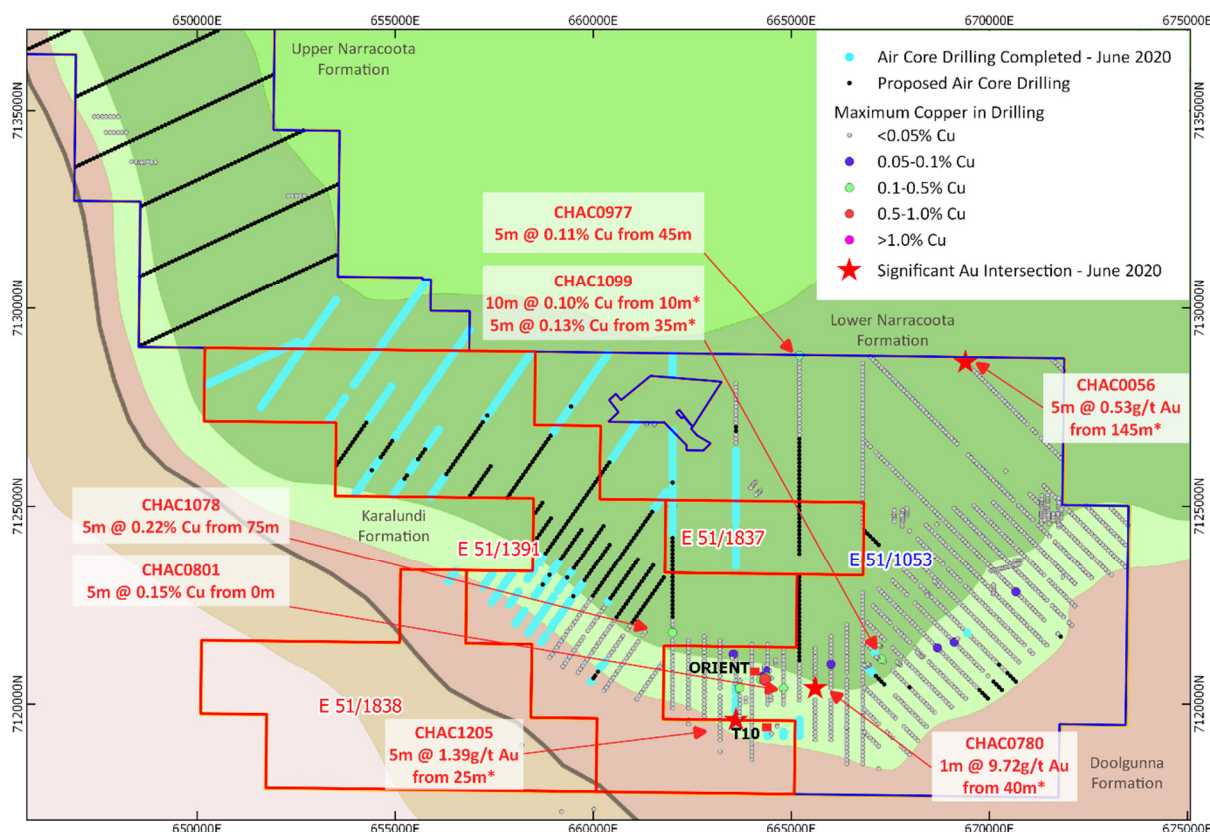 650000E
655000E
660000E
665000E
670000E
675000E
Upper Narracoota
Formation
Air Core Drilling Completed - June 2020
Proposed Air Core Drilling
Maximum Copper in Drilling
<0.05% Cu
0.05-0.1% Cu
0.1-0.5% Cu
0.5-1.0% Cu
>1.0% Cu
Significant Au Intersection - June 2020
7135000N
7135000N
CHAC0977
5m @ 0.11% Cu from 45m
CHAC1099
10m @ 0.10% Cu from 10m*
5m @ 0.13% Cu from 35m*
7130000N
7130000N
Lower Narracoota
Formation
CHAC0056
5m @ 0.53g/t Au
from 145m*
CHAC1078
5m @ 0.22% Cu from 75m
Karalundi
Formation
7125000N
7125000N
E 51/1391
E 51/1837
E 51/1053
CHAC0801
5m @ 0.15% Cu from 0m
ORIENT
E 51/1838
7120000N
7120000N
T10
CHAC1205
5m @ 1.39g/t Au
from 25m*
CHAC0780
1m @ 9.72g/t Au
from 40m*
Doolgunna
Formation
650000E
655000E
660000E
665000E
670000E
675000E